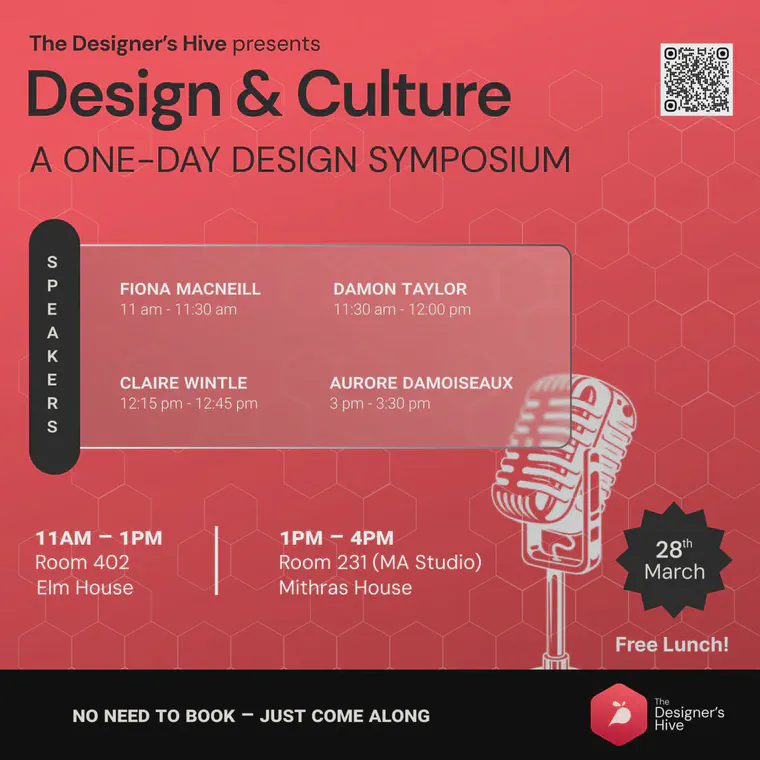 The Designer's Hive presents
Design & Culture
A ONE-DAY DESIGN SYMPOSIUM
SPEAKERS
FIONA MACNEILL
11 am - 11:30 am
DAMON TAYLOR
11:30 am - 12:00 pm
CLAIRE WINTLE
12:15 pm - 12:45 pm
AURORE DAMOISEAUX
3 pm - 3:30 pm
11AM – 1PM
Room 402
Elm House
1PM – 4PM
Room 231 (MA Studio)
Mithras House
28th
March
Free Lunch!
NO NEED TO BOOK – JUST COME ALONG
The
Designer's
Hive